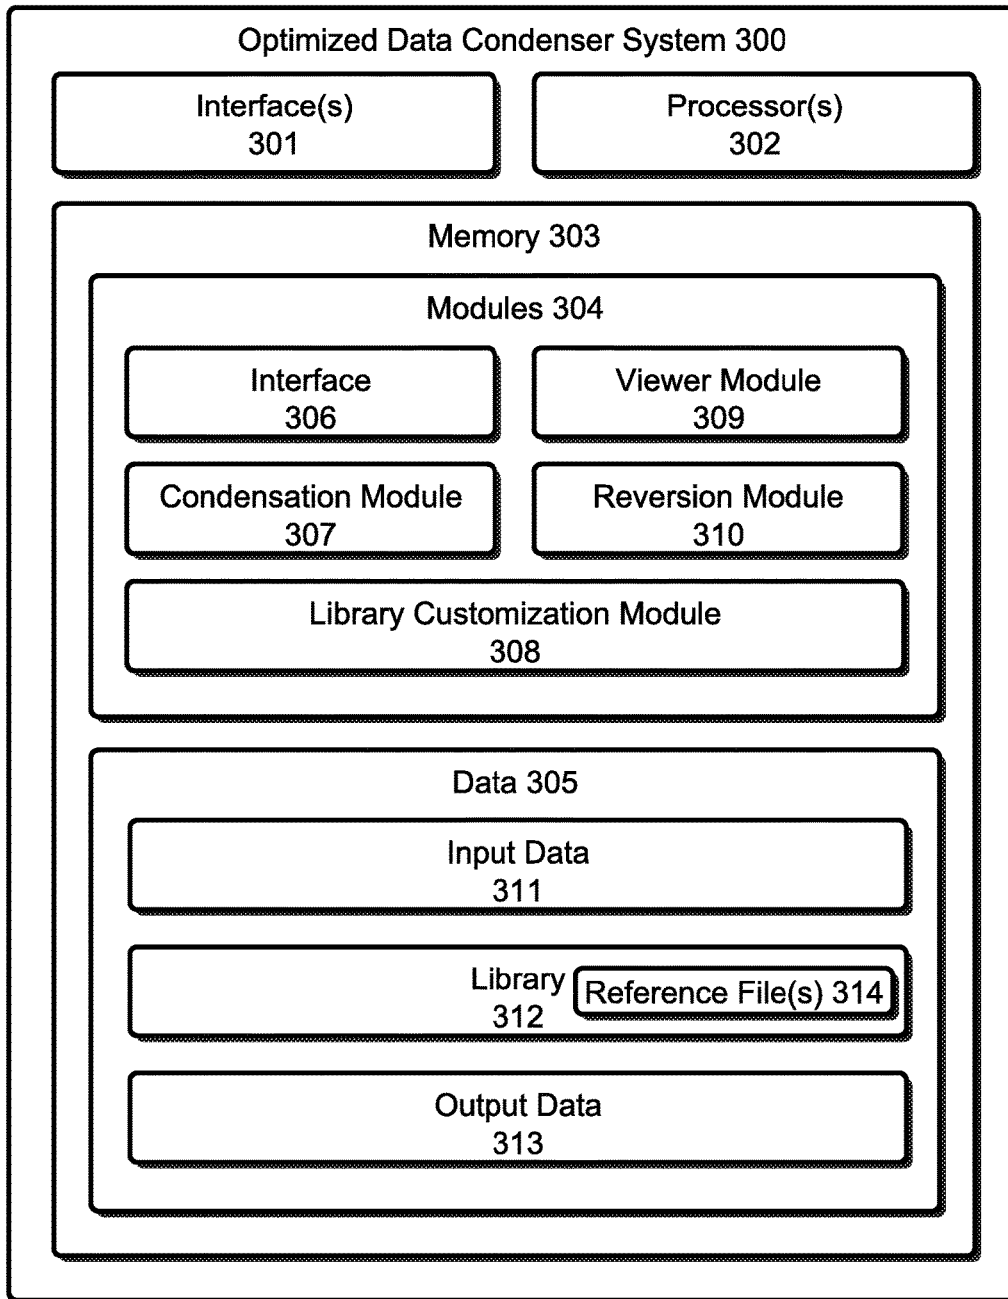 Optimized Data Condenser System 300
Interface(s)
301
Processor(s)
302
Memory 303
Modules 304
Interface
306
Viewer Module
309
Condensation Module
307
Reversion Module
310
Library Customization Module
308
Data 305
Input Data
311
Library
312
Reference File(s) 314
Output Data
313